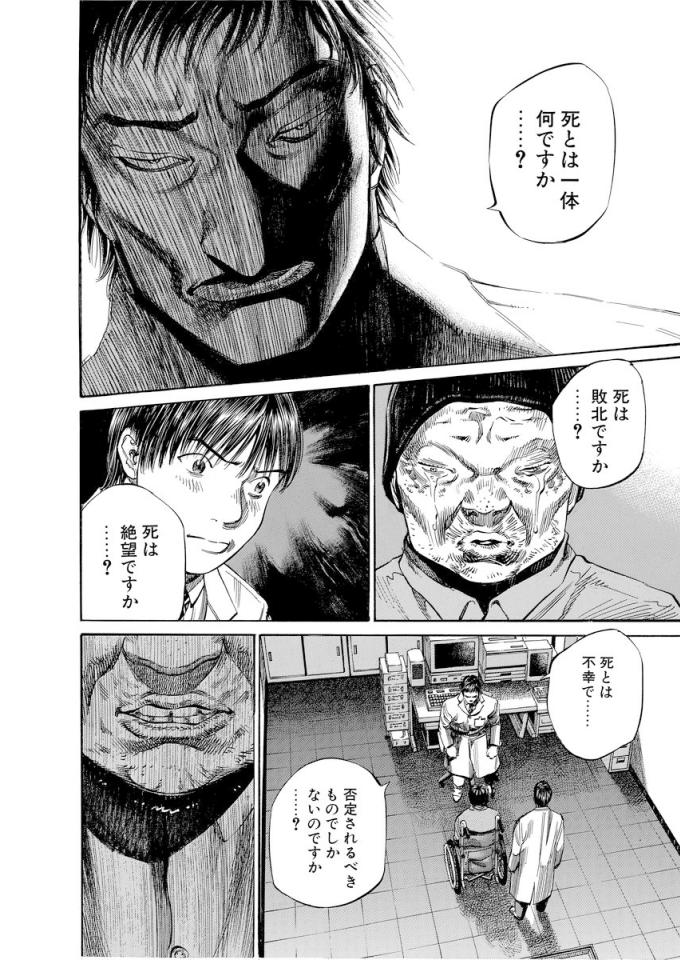 死とは一体
何ですか
……?
死は
敗北ですか
……?
死は
絶望ですか
……?
死とは
不幸で……
否定されるべき
ものでしか
ないのですか
……?